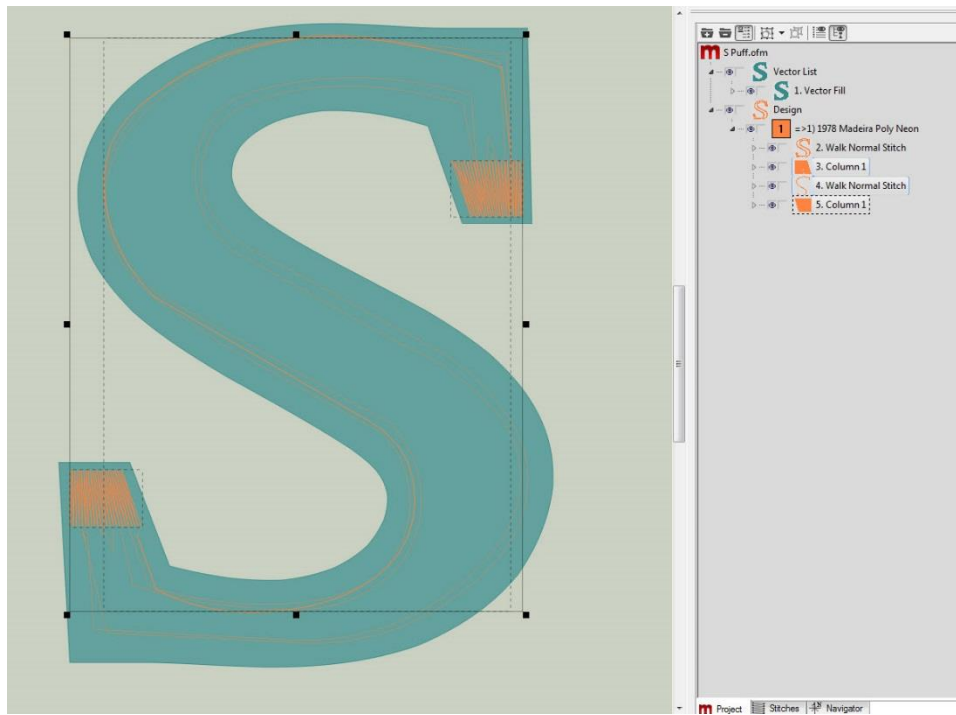 S Puff.ofm
Vector List
1. Vector Fill
Design
1 =>1) 1978 Madeira Poly Neon
2. Walk Normal Stitch
3. Column 1
4. Walk Normal Stitch
5. Column 1
Project Stitches Navigator